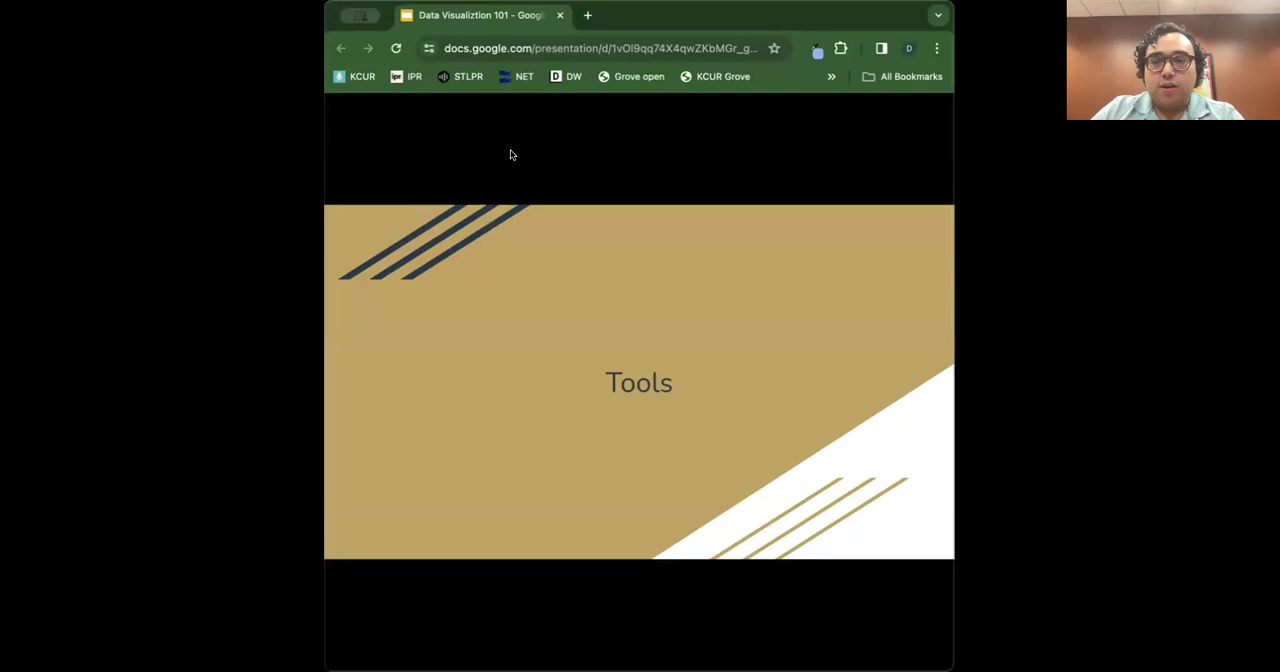 Data Visualiztion 101 - Googl
docs.google.com/presentation/d/1vOl9qq74X4qwZKbMGr_g...
D
KCUR
ipr IPR
STLPR
NET
D DW
Grove open
KCUR Grove
»
All Bookmarks
Tools